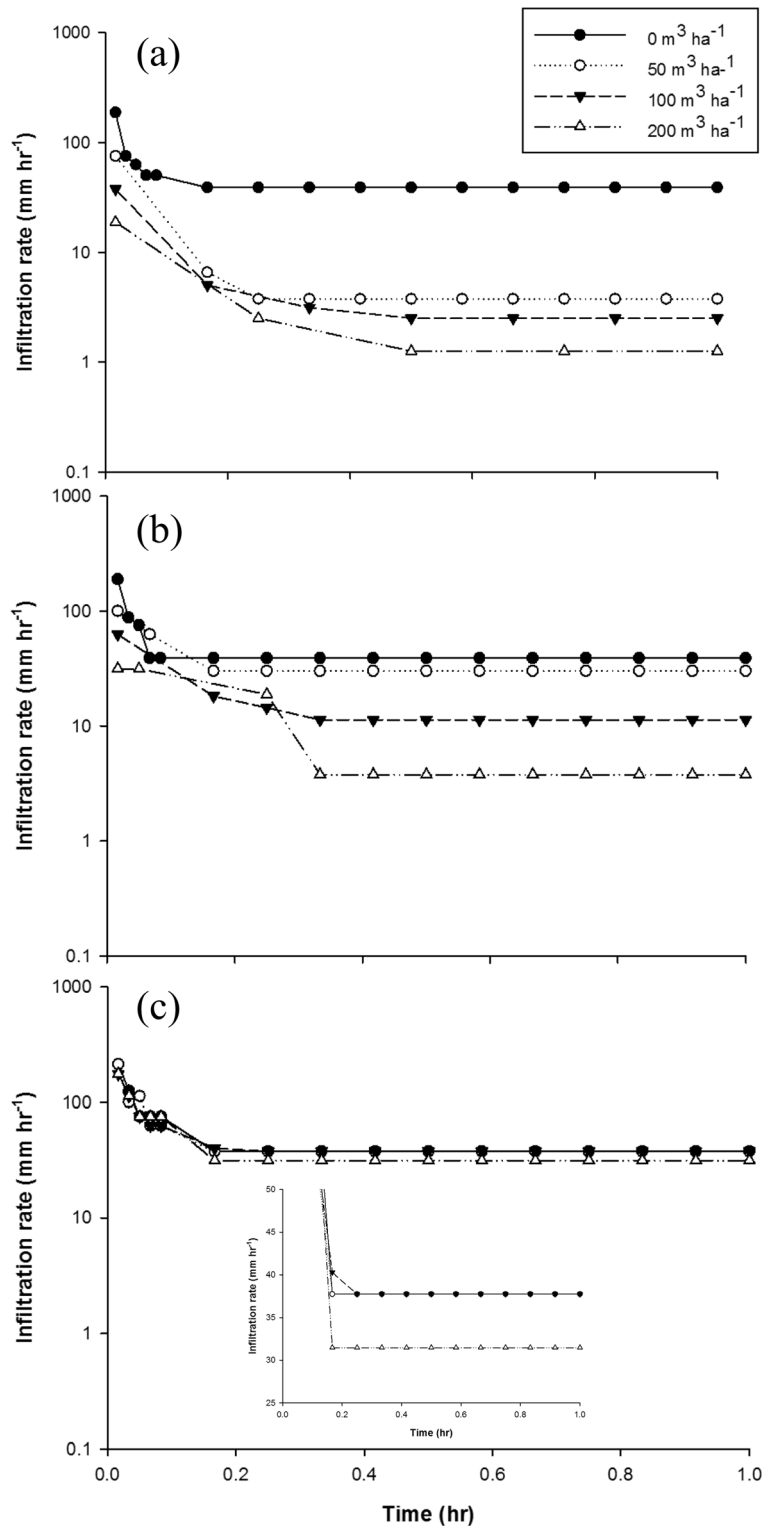 (a)
0 m³ ha⁻¹
50 m³ ha-¹
100 m³ ha⁻¹
200 m³ ha⁻¹
1000
100
10
1
0.1
Infiltration rate (mm hr⁻¹)
(b)
1000
100
10
1
0.1
Infiltration rate (mm hr⁻¹)
(c)
1000
100
10
1
0.1
Infiltration rate (mm hr⁻¹)
50
45
40
35
30
25
Infiltration rate (mm hr⁻¹)
0.0 0.2 0.4 0.6 0.8 1.0
Time (hr)
0.0 0.2 0.4 0.6 0.8 1.0
Time (hr)